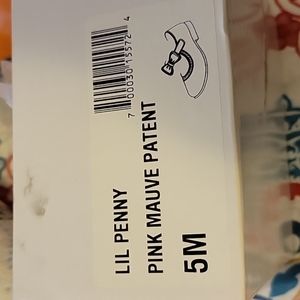 7 00030 15572 4
LIL PENNY
PINK MAUVE PATENT
5M